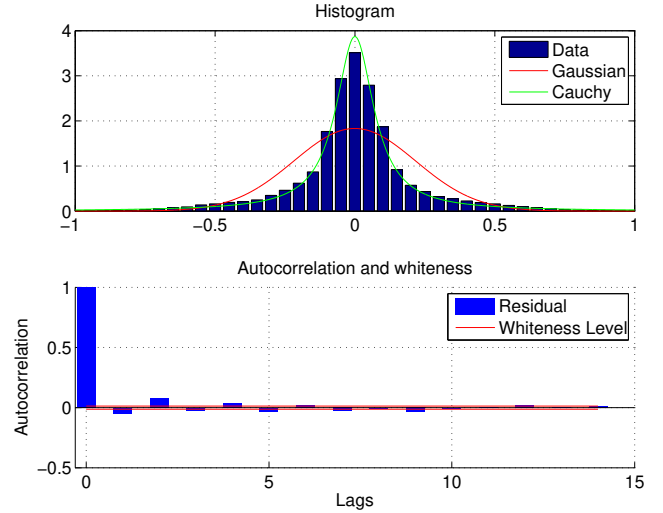 Histogram
4
3
2
1
0
Data
Gaussian
Cauchy
−1
−0.5
0
0.5
1
Autocorrelation and whiteness
Autocorrelation
1
0.5
0
−0.5
Residual
Whiteness Level
0
5
10
15
Lags